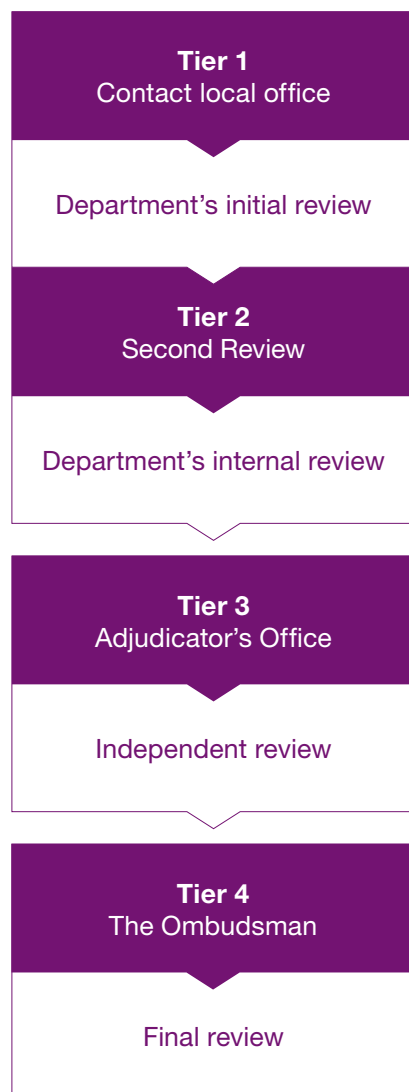 Tier 1
Contact local office
Department’s initial review
Tier 2
Second Review
Department’s internal review
Tier 3
Adjudicator’s Office
Independent review
Tier 4
The Ombudsman
Final review